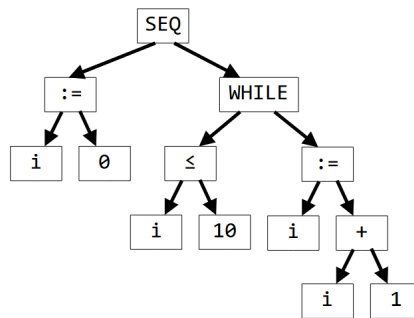 SEQ
:= WHILE
i 0 ≤ :=
i 10 i +
i 1